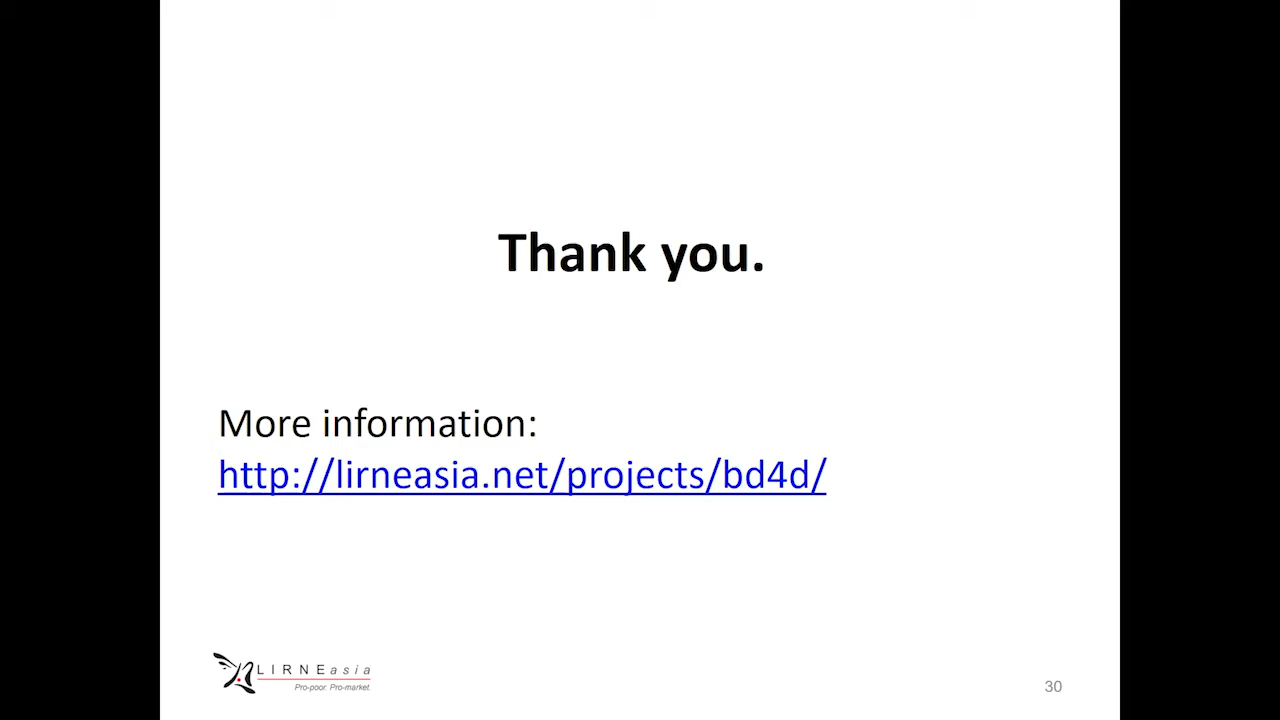 Thank you.
More information:
http://lirneasia.net/projects/bd4d/
LIRNEasia
Pro-poor. Pro-market.
30